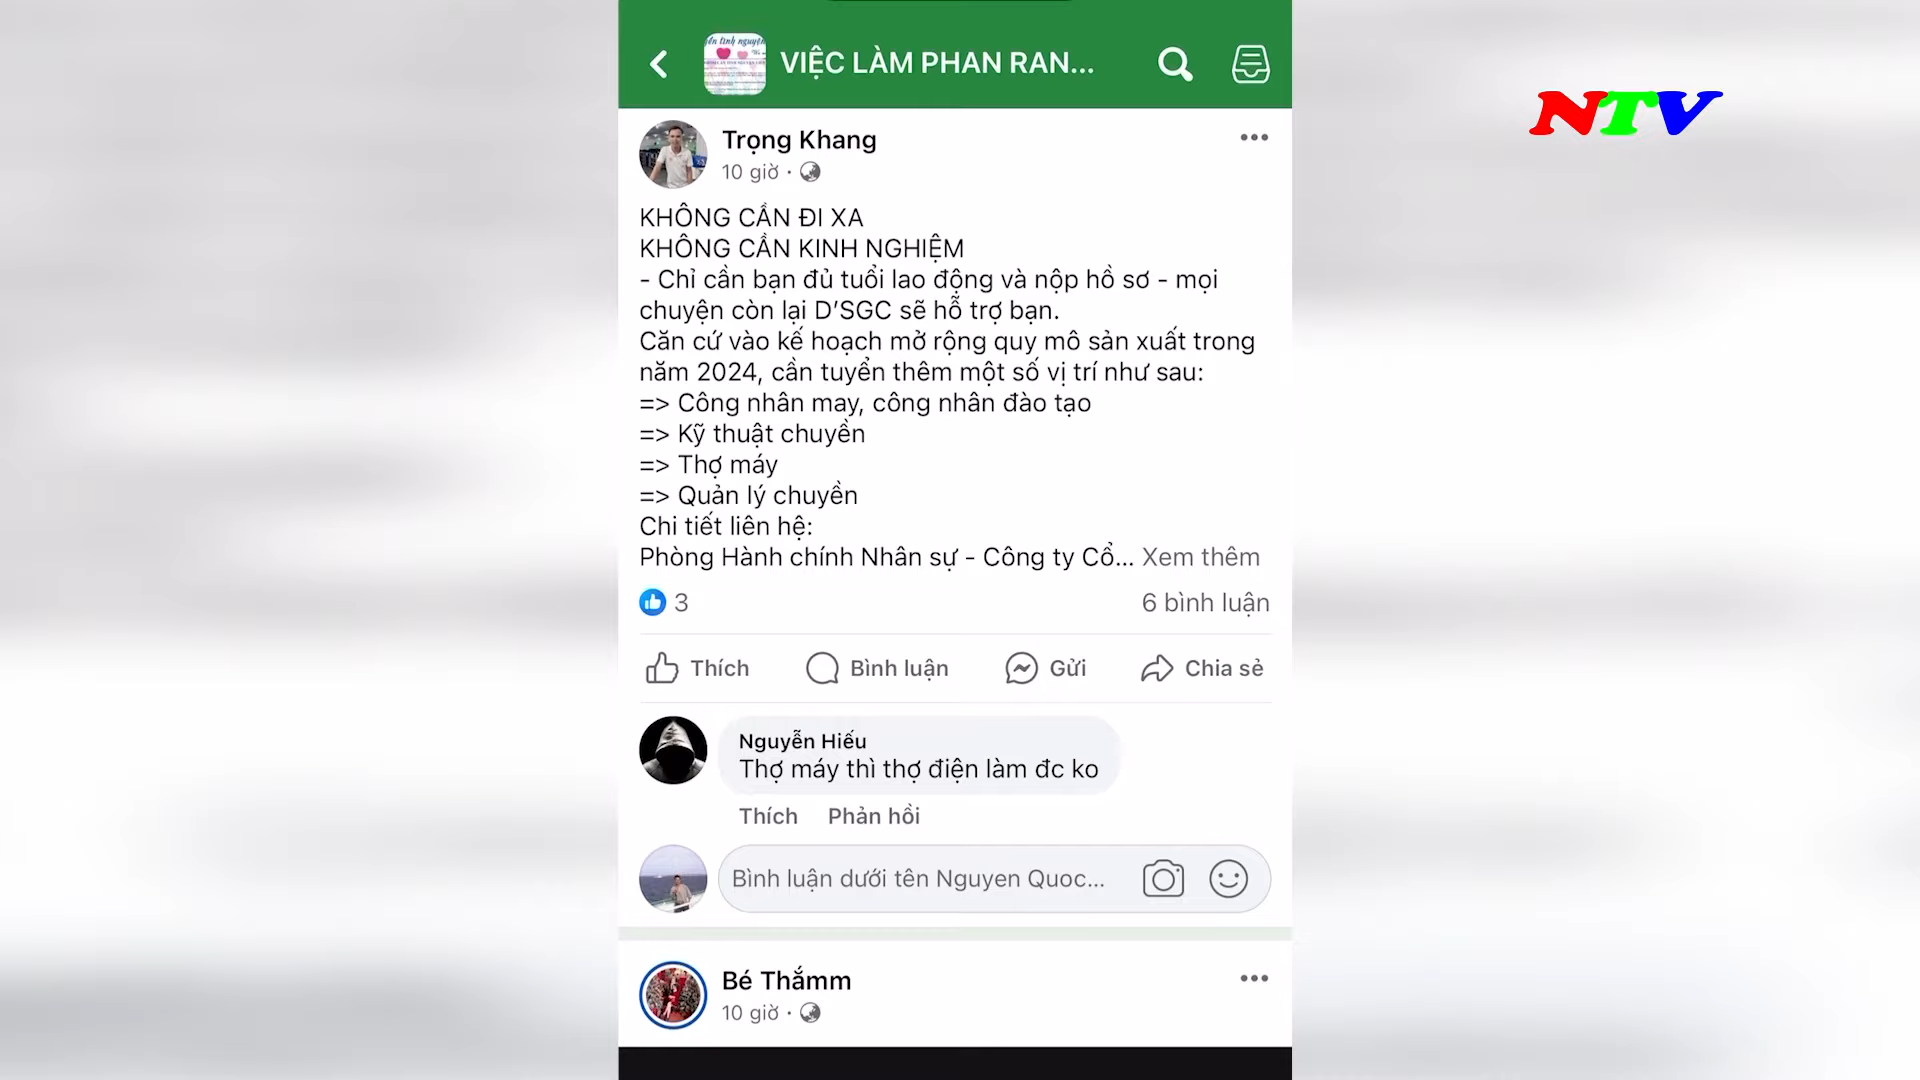 VIỆC LÀM PHAN RAN...
NTV
Trọng Khang
10 giờ ·
KHÔNG CẦN ĐI XA
KHÔNG CẦN KINH NGHIỆM
- Chỉ cần bạn đủ tuổi lao động và nộp hồ sơ - mọi
chuyện còn lại D’SGC sẽ hỗ trợ bạn.
Căn cứ vào kế hoạch mở rộng quy mô sản xuất trong
năm 2024, cần tuyển thêm một số vị trí như sau:
=> Công nhân may, công nhân đào tạo
=> Kỹ thuật chuyền
=> Thợ máy
=> Quản lý chuyền
Chi tiết liên hệ:
Phòng Hành chính Nhân sự - Công ty Cổ... Xem thêm
3 6 bình luận
Thích Bình luận Gửi Chia sẻ
Nguyễn Hiếu
Thợ máy thì thợ điện làm đc ko
Thích Phản hồi
Bình luận dưới tên Nguyen Quoc...
Bé Thắmm
10 giờ ·